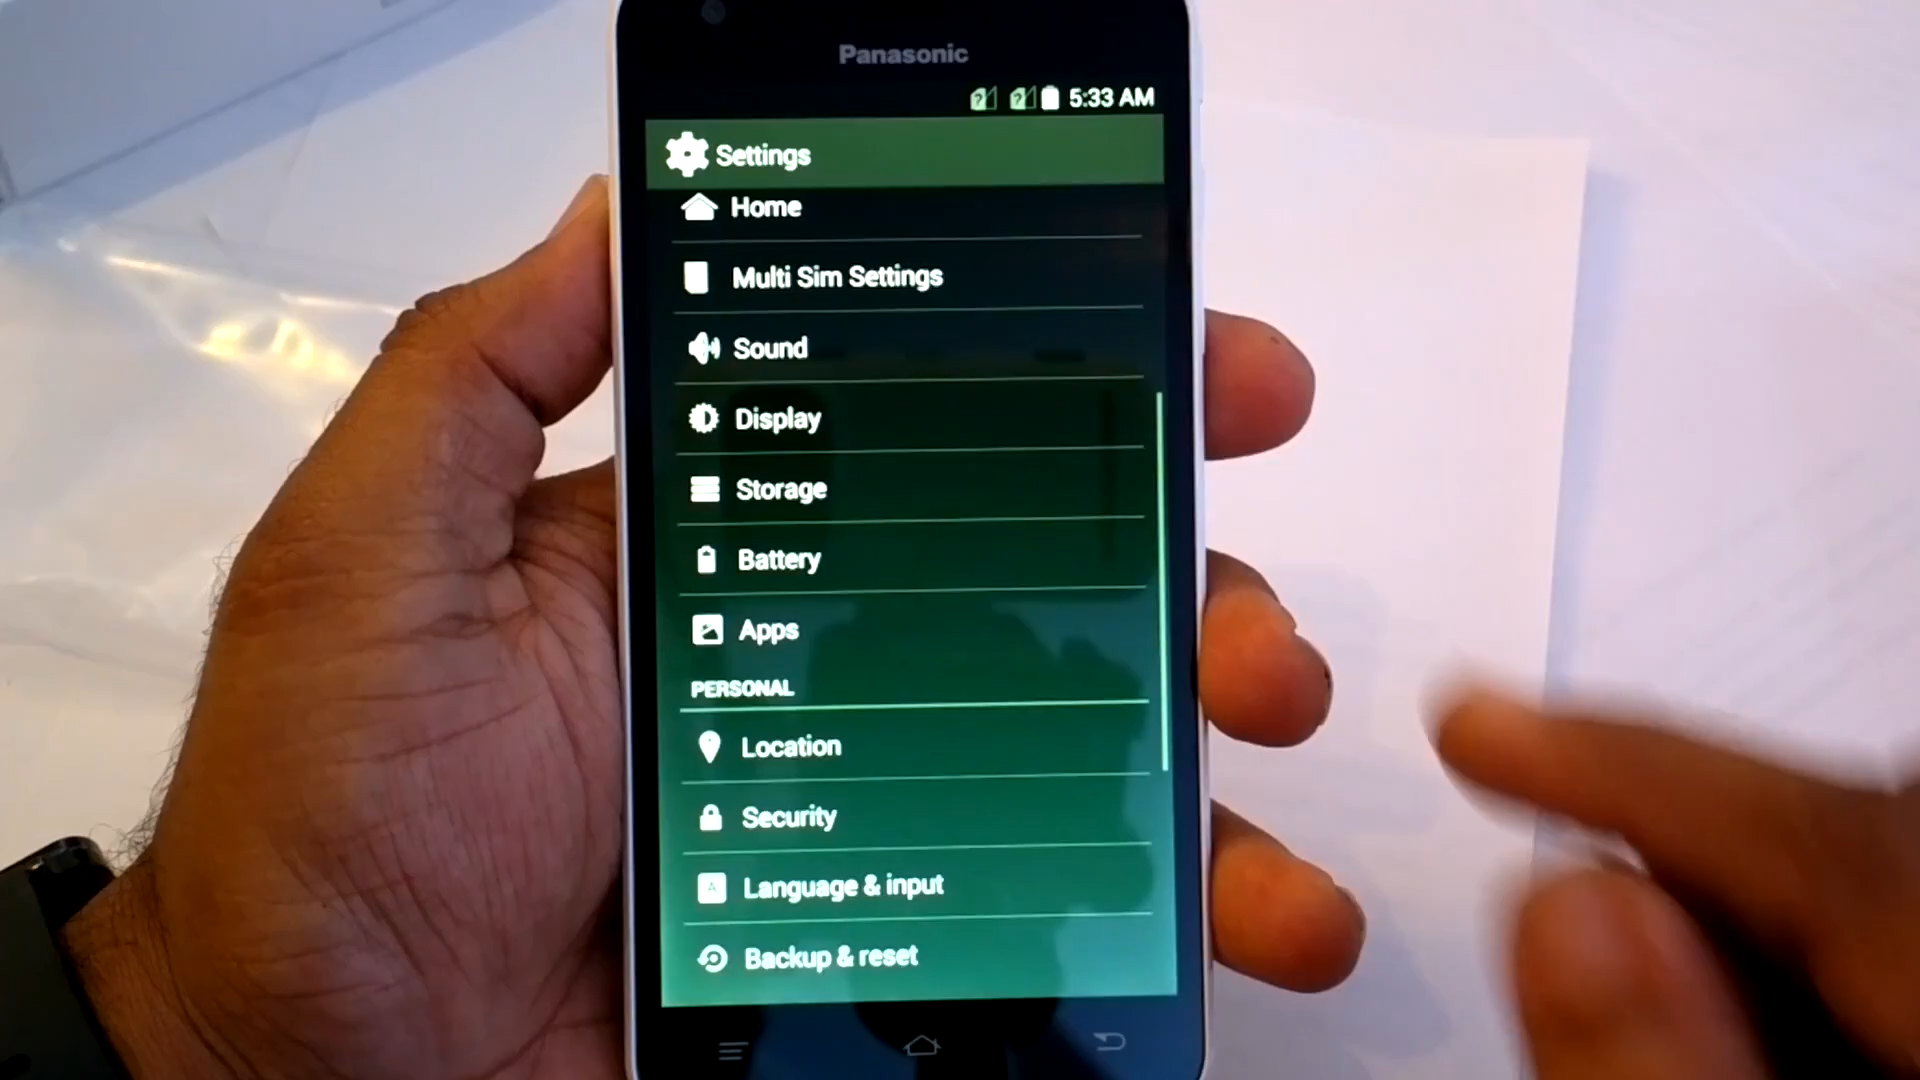 Panasonic
5:33 AM
Settings
Home
Multi Sim Settings
Sound
Display
Storage
Battery
Apps
PERSONAL
Location
Security
Language & input
Backup & reset